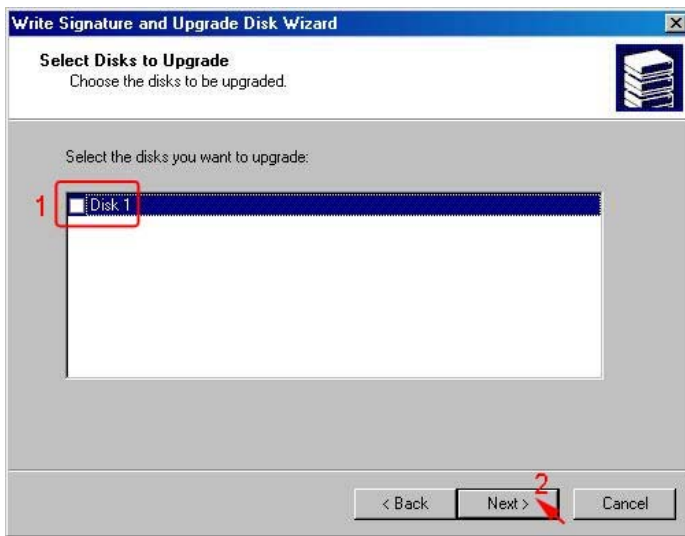 Write Signature and Upgrade Disk Wizard
Select Disks to Upgrade
Choose the disks to be upgraded.
Select the disks you want to upgrade:
1 Disk 1
2
< Back Next > Cancel